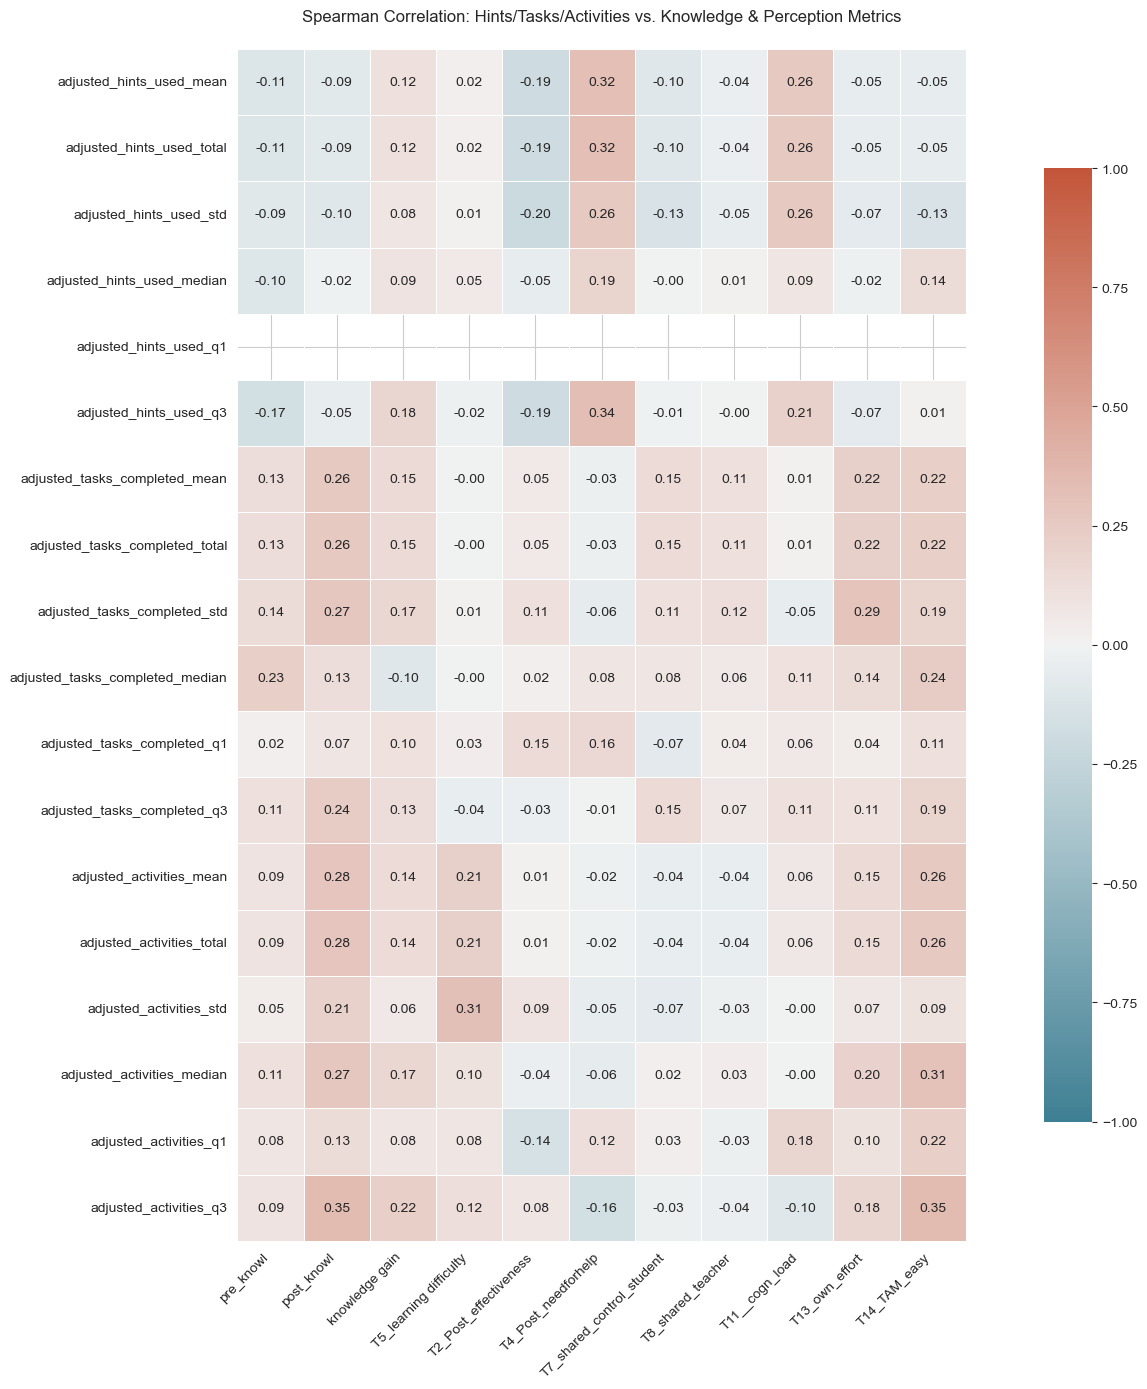 Spearman Correlation: Hints/Tasks/Activities vs. Knowledge & Perception Metrics
adjusted_hints_used_mean -0.11 -0.09 0.12 0.02 -0.19 0.32 -0.10 -0.04 0.26 -0.05 -0.05
adjusted_hints_used_total -0.11 -0.09 0.12 0.02 -0.19 0.32 -0.10 -0.04 0.26 -0.05 -0.05
adjusted_hints_used_std -0.09 -0.10 0.08 0.01 -0.20 0.26 -0.13 -0.05 0.26 -0.07 -0.13
adjusted_hints_used_median -0.10 -0.02 0.09 0.05 -0.05 0.19 -0.00 0.01 0.09 -0.02 0.14
adjusted_hints_used_q1
adjusted_hints_used_q3 -0.17 -0.05 0.18 -0.02 -0.19 0.34 -0.01 -0.00 0.21 -0.07 0.01
adjusted_tasks_completed_mean 0.13 0.26 0.15 -0.00 0.05 -0.03 0.15 0.11 0.01 0.22 0.22
adjusted_tasks_completed_total 0.13 0.26 0.15 -0.00 0.05 -0.03 0.15 0.11 0.01 0.22 0.22
adjusted_tasks_completed_std 0.14 0.27 0.17 0.01 0.11 -0.06 0.11 0.12 -0.05 0.29 0.19
adjusted_tasks_completed_median 0.23 0.13 -0.10 -0.00 0.02 0.08 0.08 0.06 0.11 0.14 0.24
adjusted_tasks_completed_q1 0.02 0.07 0.10 0.03 0.15 0.16 -0.07 0.04 0.06 0.04 0.11
adjusted_tasks_completed_q3 0.11 0.24 0.13 -0.04 -0.03 -0.01 0.15 0.07 0.11 0.11 0.19
adjusted_activities_mean 0.09 0.28 0.14 0.21 0.01 -0.02 -0.04 -0.04 0.06 0.15 0.26
adjusted_activities_total 0.09 0.28 0.14 0.21 0.01 -0.02 -0.04 -0.04 0.06 0.15 0.26
adjusted_activities_std 0.05 0.21 0.06 0.31 0.09 -0.05 -0.07 -0.03 -0.00 0.07 0.09
adjusted_activities_median 0.11 0.27 0.17 0.10 -0.04 -0.06 0.02 0.03 -0.00 0.20 0.31
adjusted_activities_q1 0.08 0.13 0.08 0.08 -0.14 0.12 0.03 -0.03 0.18 0.10 0.22
adjusted_activities_q3 0.09 0.35 0.22 0.12 0.08 -0.16 -0.03 -0.04 -0.10 0.18 0.35
pre_knowl
post_knowl
knowledge gain
T5_learning difficulty
T2_Post_effectiveness
T4_Post_needforhelp
T7_shared_control_student
T8_shared_teacher
T11__cogn_load
T13_own_effort
T14_TAM_easy
1.00
0.75
0.50
0.25
0.00
−0.25
−0.50
−0.75
−1.00